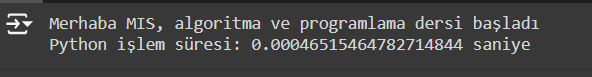 Merhaba MIS, algoritma ve programlama dersi başladı
Python işlem süresi: 0.00046515464782714844 saniye